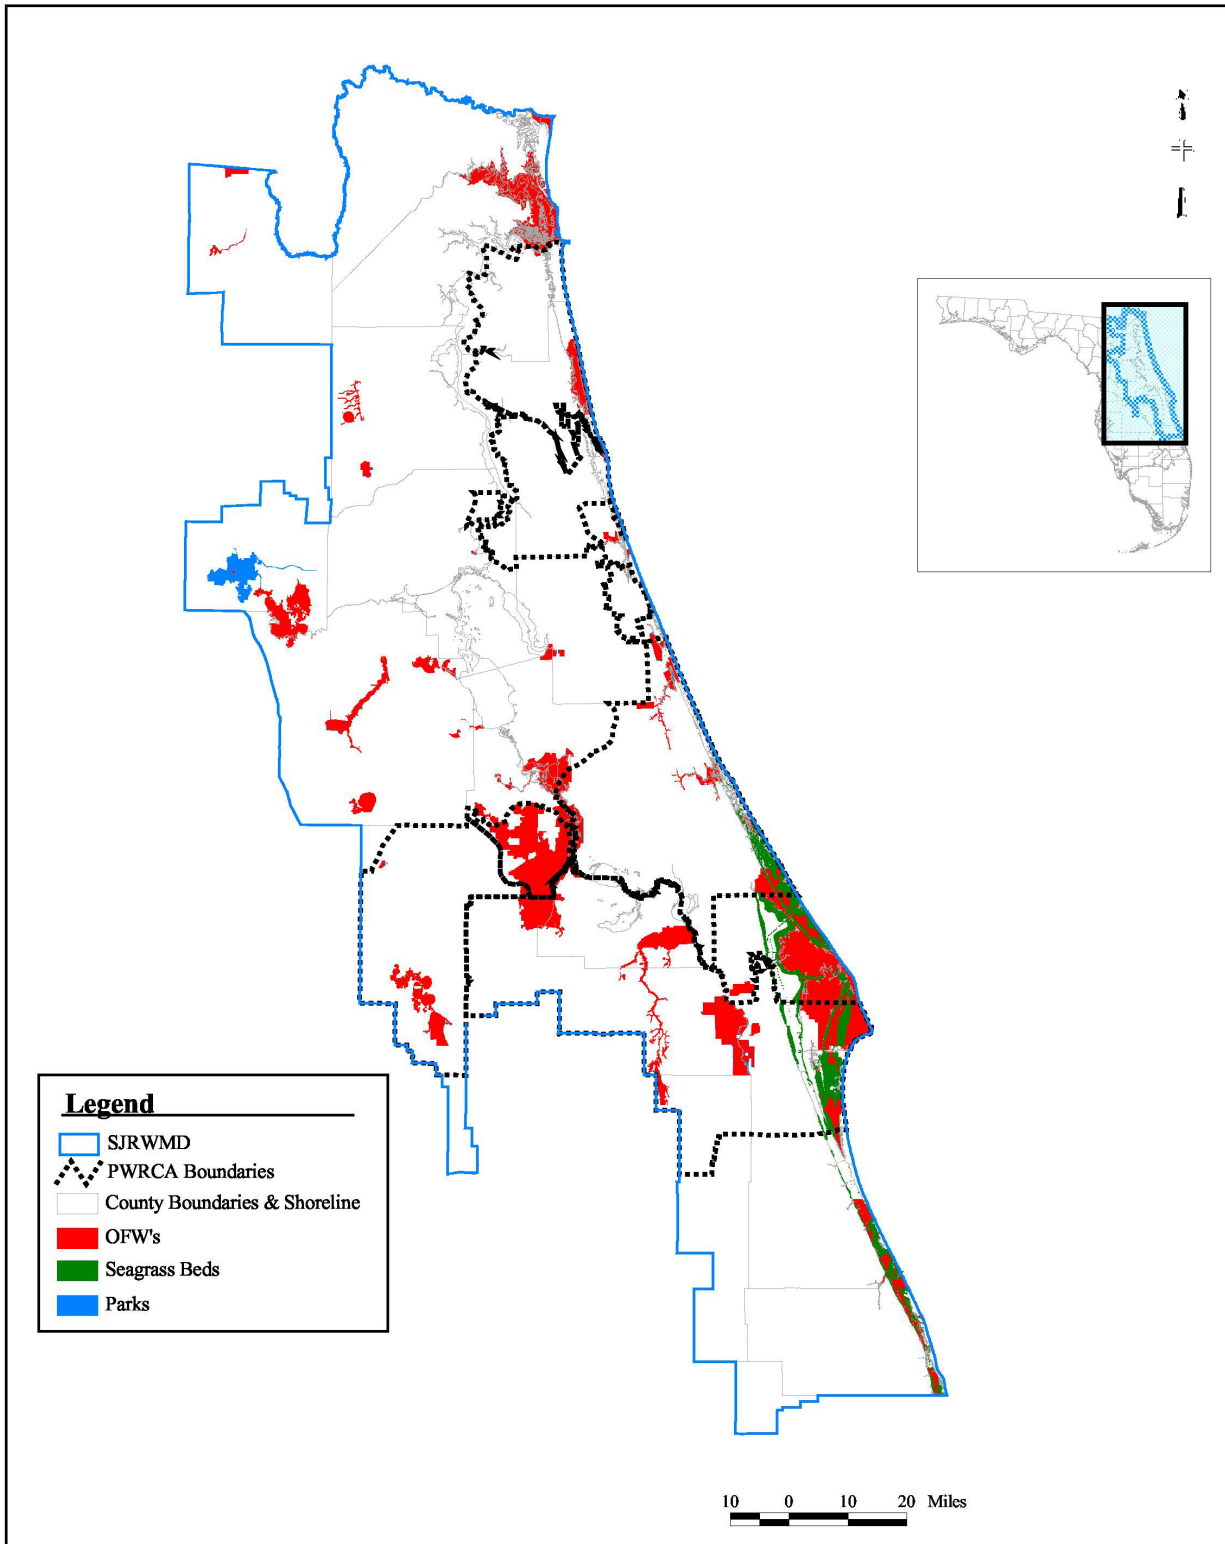 Legend
SJRWMD
PWRCA Boundaries
County Boundaries & Shoreline
OFW's
Seagrass Beds
Parks
10 0 10 20 Miles